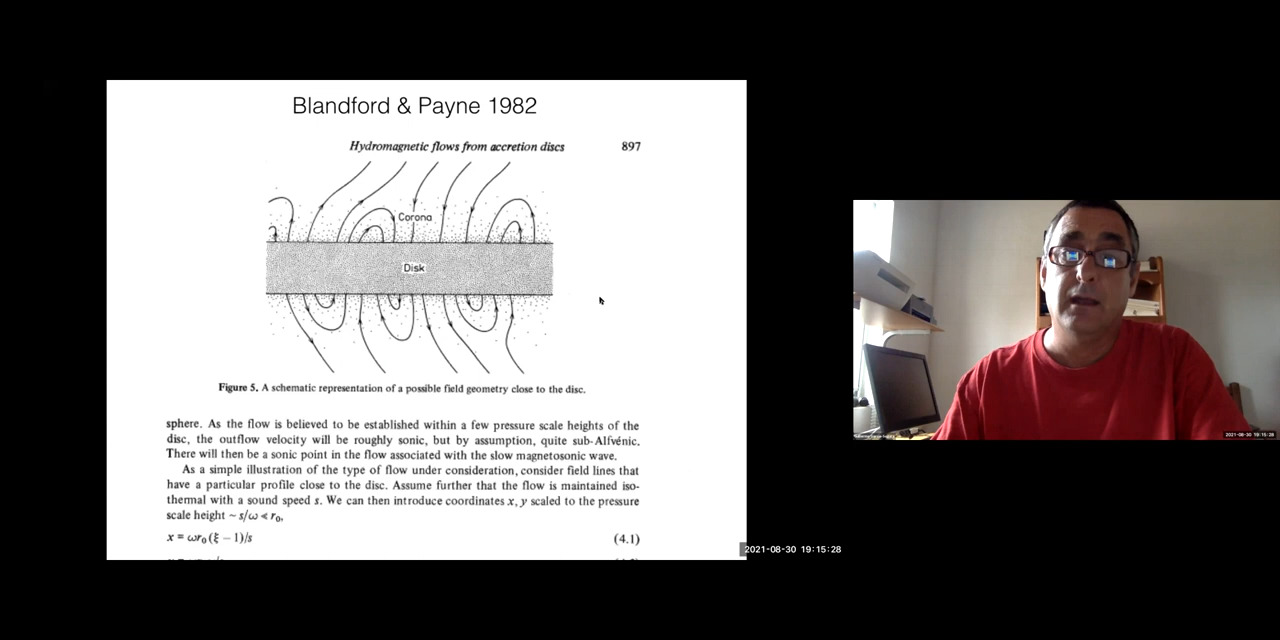 Blandford & Payne 1982
Hydromagnetic flows from accretion discs 897
Corona
Disk
Figure 5. A schematic representation of a possible field geometry close to the disc.
sphere. As the flow is believed to be established within a few pressure scale heights of the
disc, the outflow velocity will be roughly sonic, but by assumption, quite sub-Alfvénic.
There will then be a sonic point in the flow associated with the slow magnetosonic wave.
As a simple illustration of the type of flow under consideration, consider field lines that
have a particular profile close to the disc. Assume further that the flow is maintained iso-
thermal with a sound speed s. We can then introduce coordinates x, y scaled to the pressure
scale height ~ s/ω ≪ r₀,
x = ωr₀(ξ − 1)/s (4.1)
2021-08-30 19:15:28
2021-08-30 19:15:28